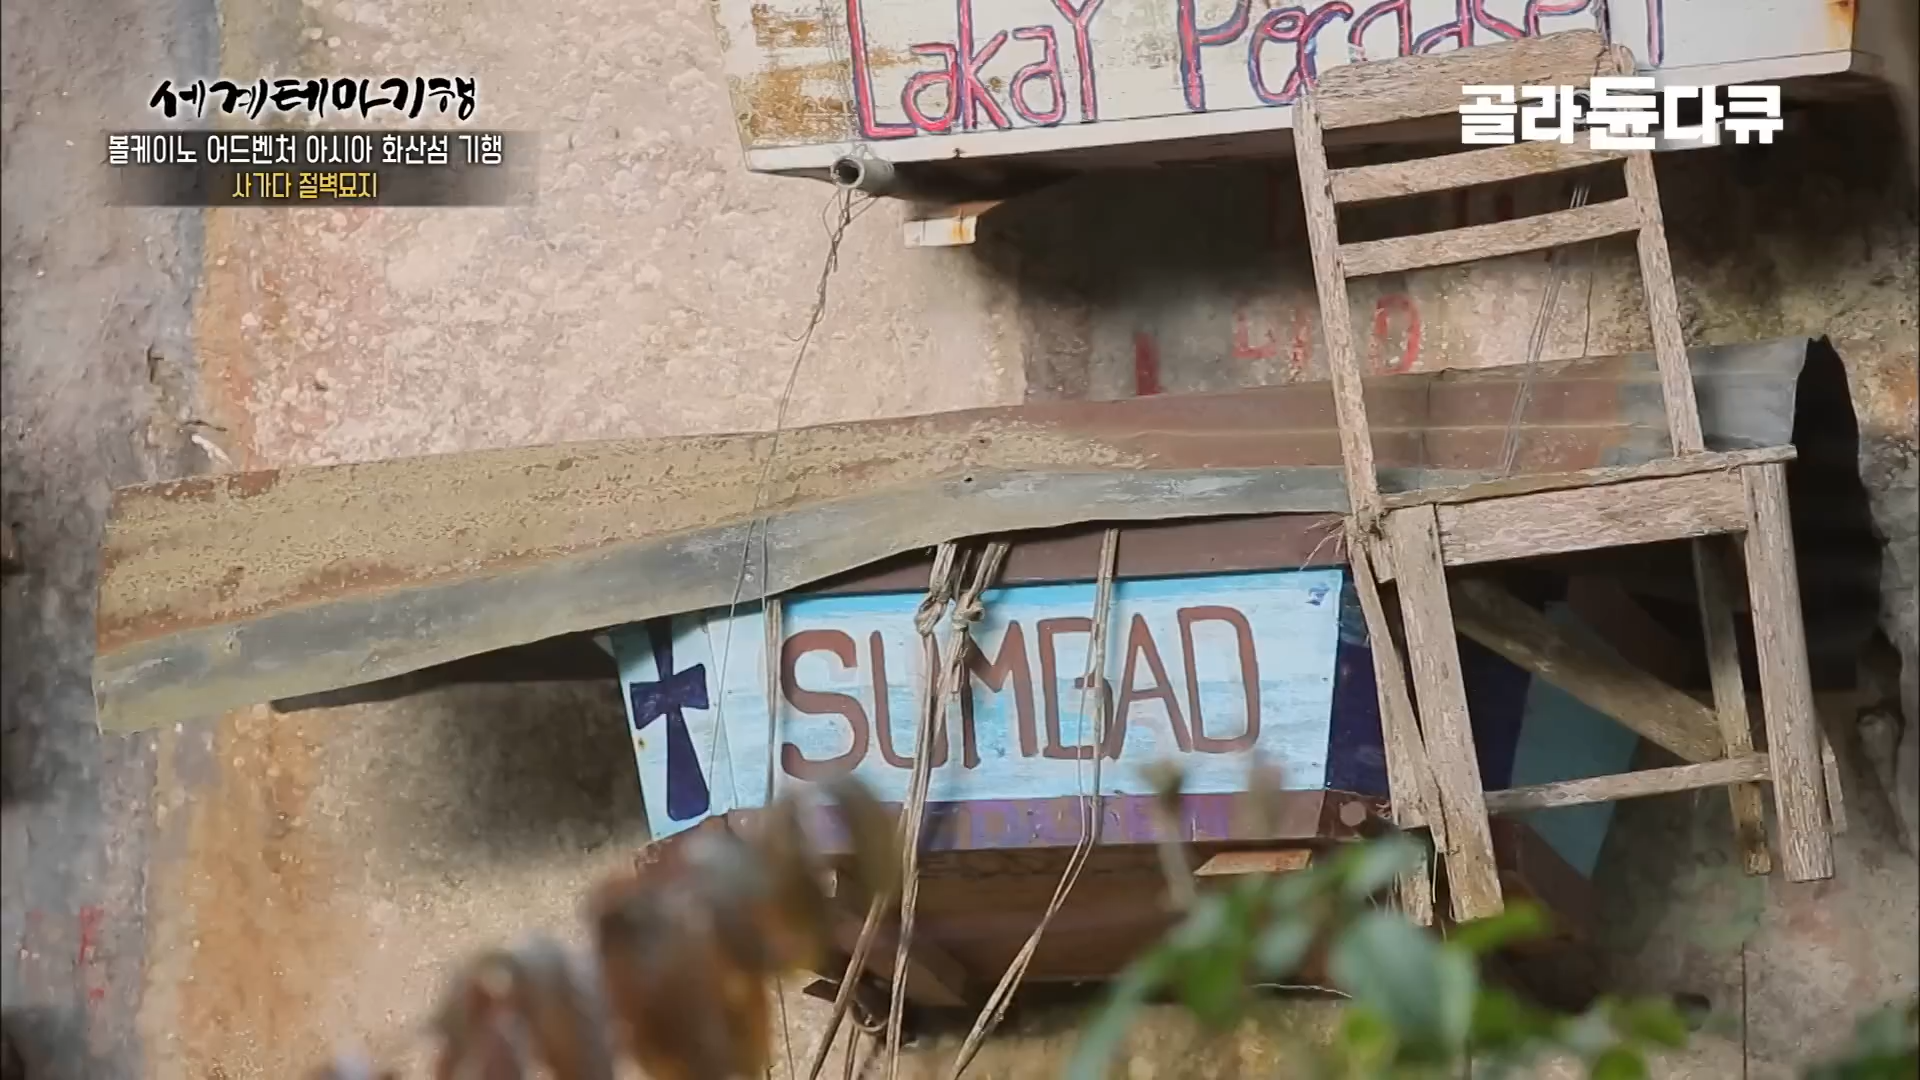 세계테마기행
볼케이노 어드벤처 아시아 화산섬 기행
사가다 절벽묘지
골라듄다큐
Lakay
SUMBAD